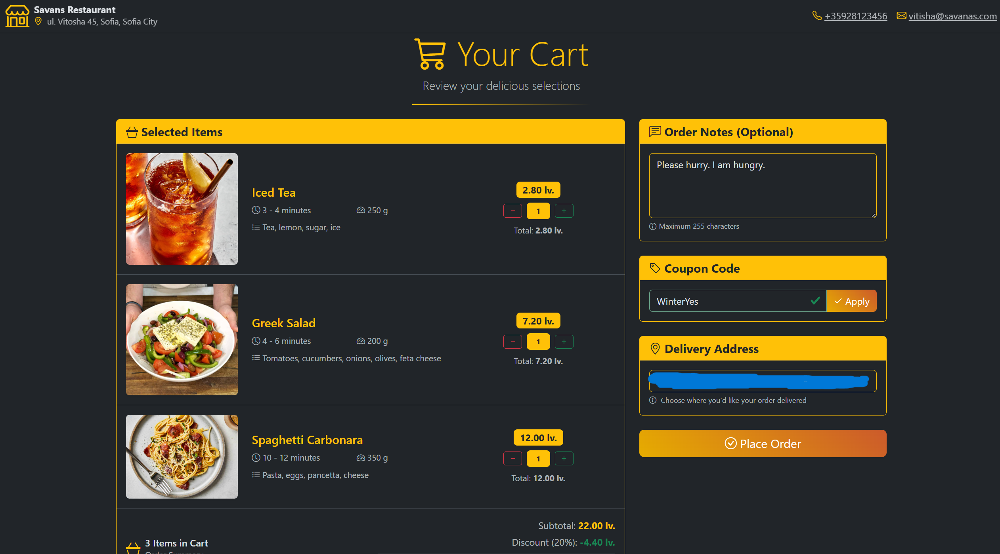 Savans Restaurant
ul. Vitosha 45, Sofia, Sofia City
+35928123456
vitisha@savanas.com
Your Cart
Review your delicious selections
Selected Items
Iced Tea
3 - 4 minutes
250 g
Tea, lemon, sugar, ice
2.80 lv.
1
Total: 2.80 lv.
Greek Salad
4 - 6 minutes
200 g
Tomatoes, cucumbers, onions, olives, feta cheese
7.20 lv.
1
Total: 7.20 lv.
Spaghetti Carbonara
10 - 12 minutes
350 g
Pasta, eggs, pancetta, cheese
12.00 lv.
1
Total: 12.00 lv.
3 Items in Cart
Order Summary
Subtotal: 22.00 lv.
Discount (20%): -4.40 lv.
Order Notes (Optional)
Please hurry. I am hungry.
Maximum 255 characters
Coupon Code
WinterYes
Apply
Delivery Address
Choose where you'd like your order delivered
Place Order